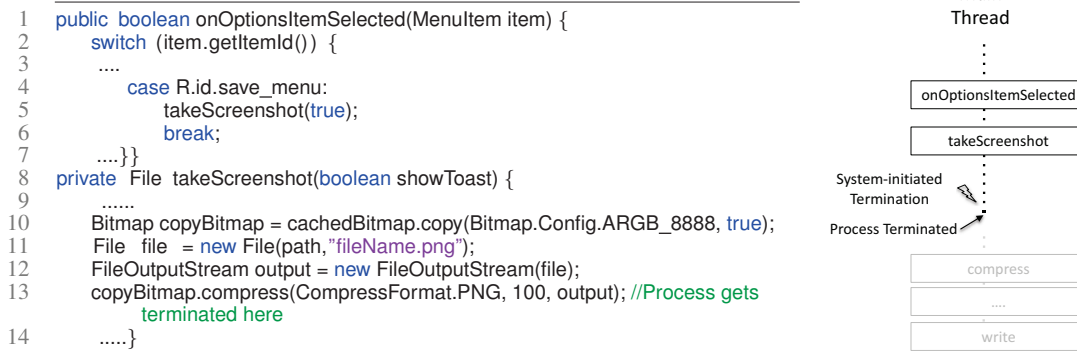 1 public boolean onOptionsItemSelected(MenuItem item) {
2 switch (item.getItemId()) {
3 ....
4 case R.id.save_menu:
5 takeScreenshot(true);
6 break;
7 ....}}
8 private File takeScreenshot(boolean showToast) {
9 ......
10 Bitmap copyBitmap = cachedBitmap.copy(Bitmap.Config.ARGB_8888, true);
11 File file = new File(path,"fileName.png");
12 FileOutputStream output = new FileOutputStream(file);
13 copyBitmap.compress(CompressFormat.PNG, 100, output); //Process gets
terminated here
14 .....}
Thread
onOptionsItemSelected
takeScreenshot
System-initiated
Termination
Process Terminated
compress
....
write